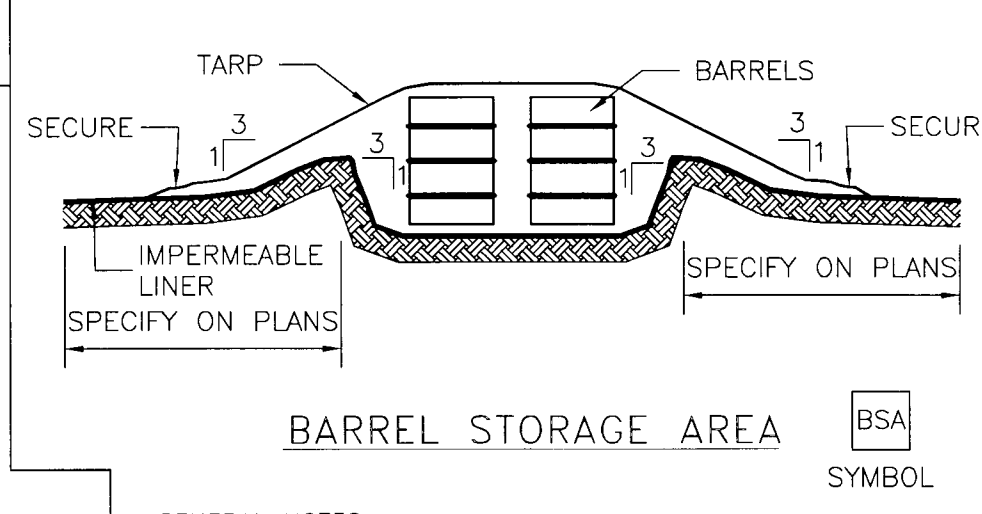 TARP
BARRELS
SECURE
3
1
3
1
3
1
3
1
SECUR
IMPERMEABLE
LINER
SPECIFY ON PLANS
SPECIFY ON PLANS
BARREL STORAGE AREA
BSA
SYMBOL